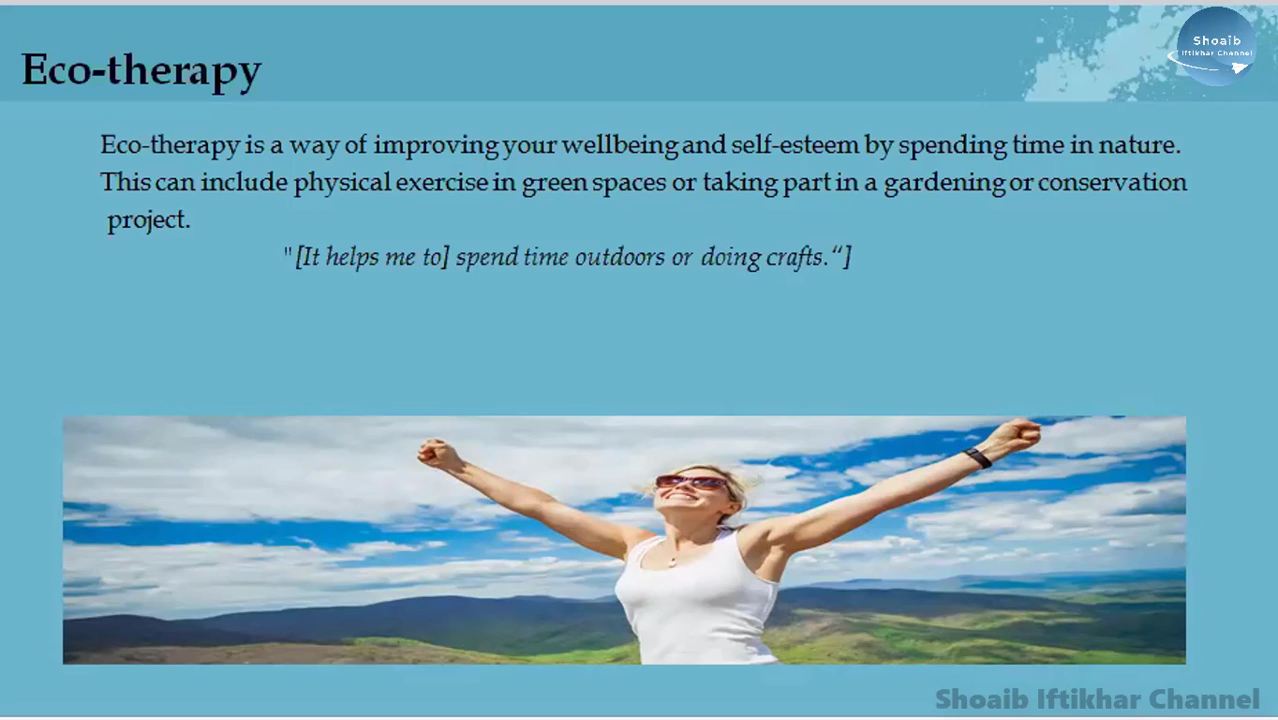 Shoaib
Iftikhar Channel
Eco-therapy
Eco-therapy is a way of improving your wellbeing and self-esteem by spending time in nature.
This can include physical exercise in green spaces or taking part in a gardening or conservation
project.
"[It helps me to] spend time outdoors or doing crafts.“]
Shoaib Iftikhar Channel